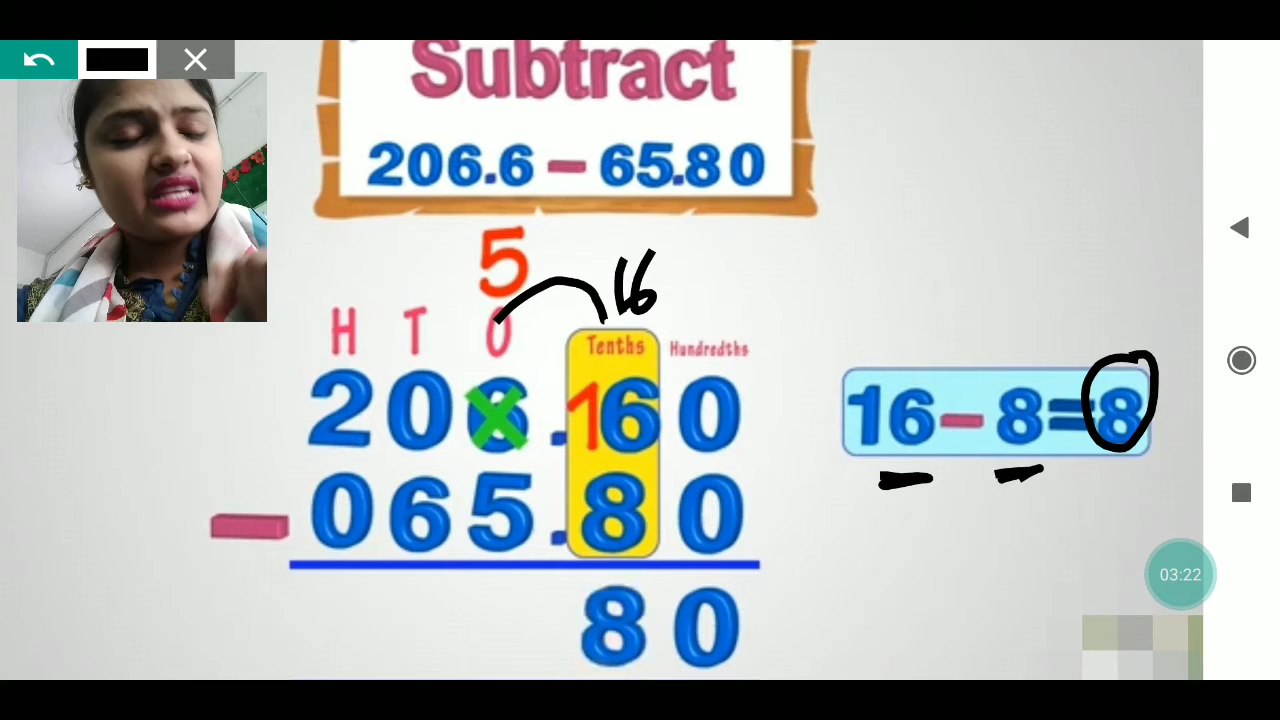 Subtract
206.6 - 65.80
5
16
H T O Tenths Hundredths
206.160
16-8=8
- 065.80
80
03:22